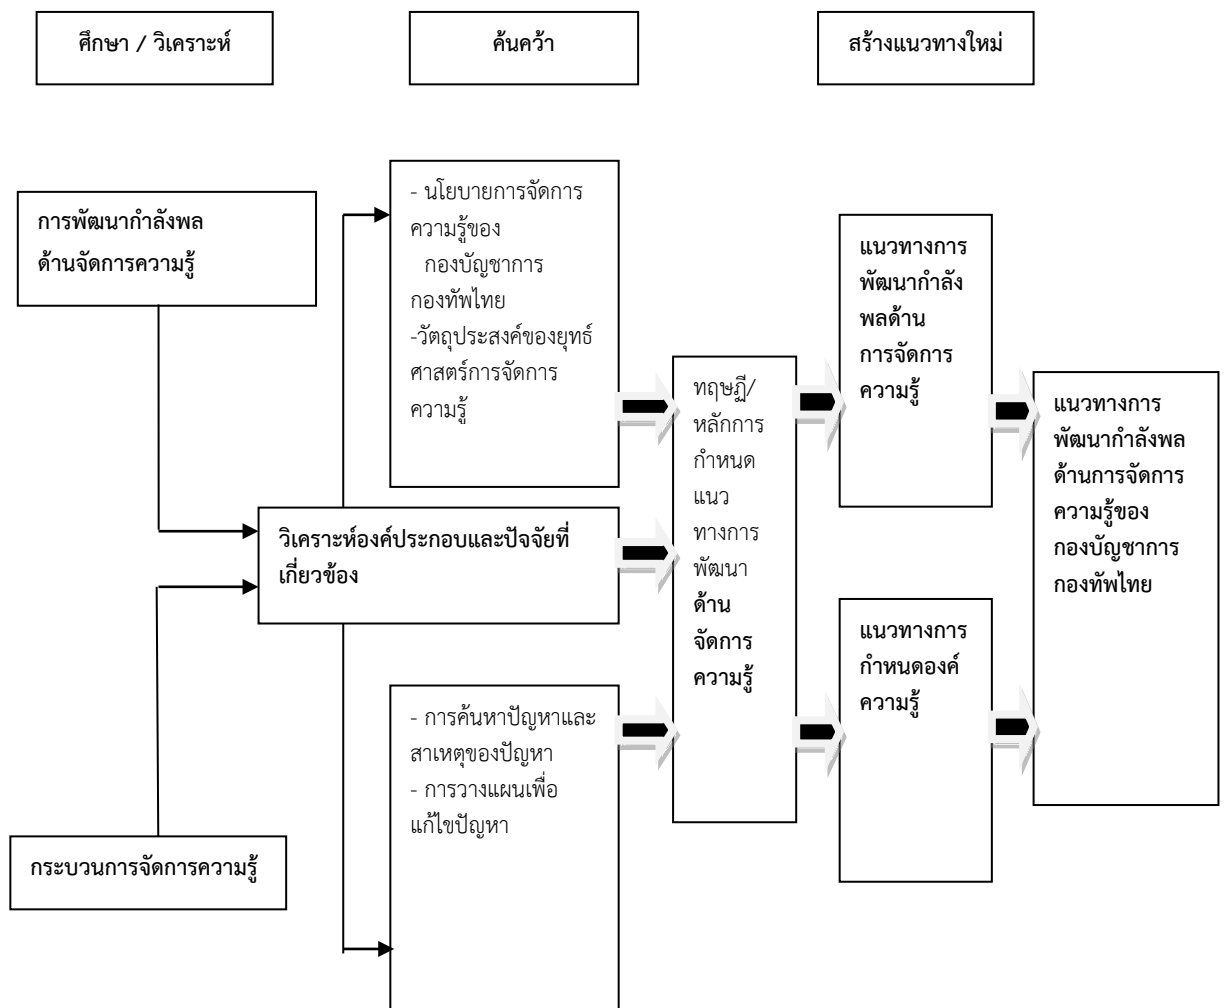 ศึกษา / วิเคราะห์
ค้นคว้า
สร้างแนวทางใหม่
การพัฒนากำลังพล
ด้านจัดการความรู้
- นโยบายการจัดการ
ความรู้ของ
กองบัญชาการ
กองทัพไทย
-วัตถุประสงค์ของยุทธ์
ศาสตร์การจัดการ
ความรู้
วิเคราะห์องค์ประกอบและปัจจัยที่
เกี่ยวข้อง
กระบวนการจัดการความรู้
- การค้นหาปัญหาและ
สาเหตุของปัญหา
- การวางแผนเพื่อ
แก้ไขปัญหา
ทฤษฏี/
หลักการ
กำหนด
แนว
ทางการ
พัฒนา
ด้าน
จัดการ
ความรู้
แนวทางการ
พัฒนากำลัง
พลด้าน
การจัดการ
ความรู้
แนวทางการ
กำหนดองค์
ความรู้
แนวทางการ
พัฒนากำลังพล
ด้านการจัดการ
ความรู้ของ
กองบัญชาการ
กองทัพไทย